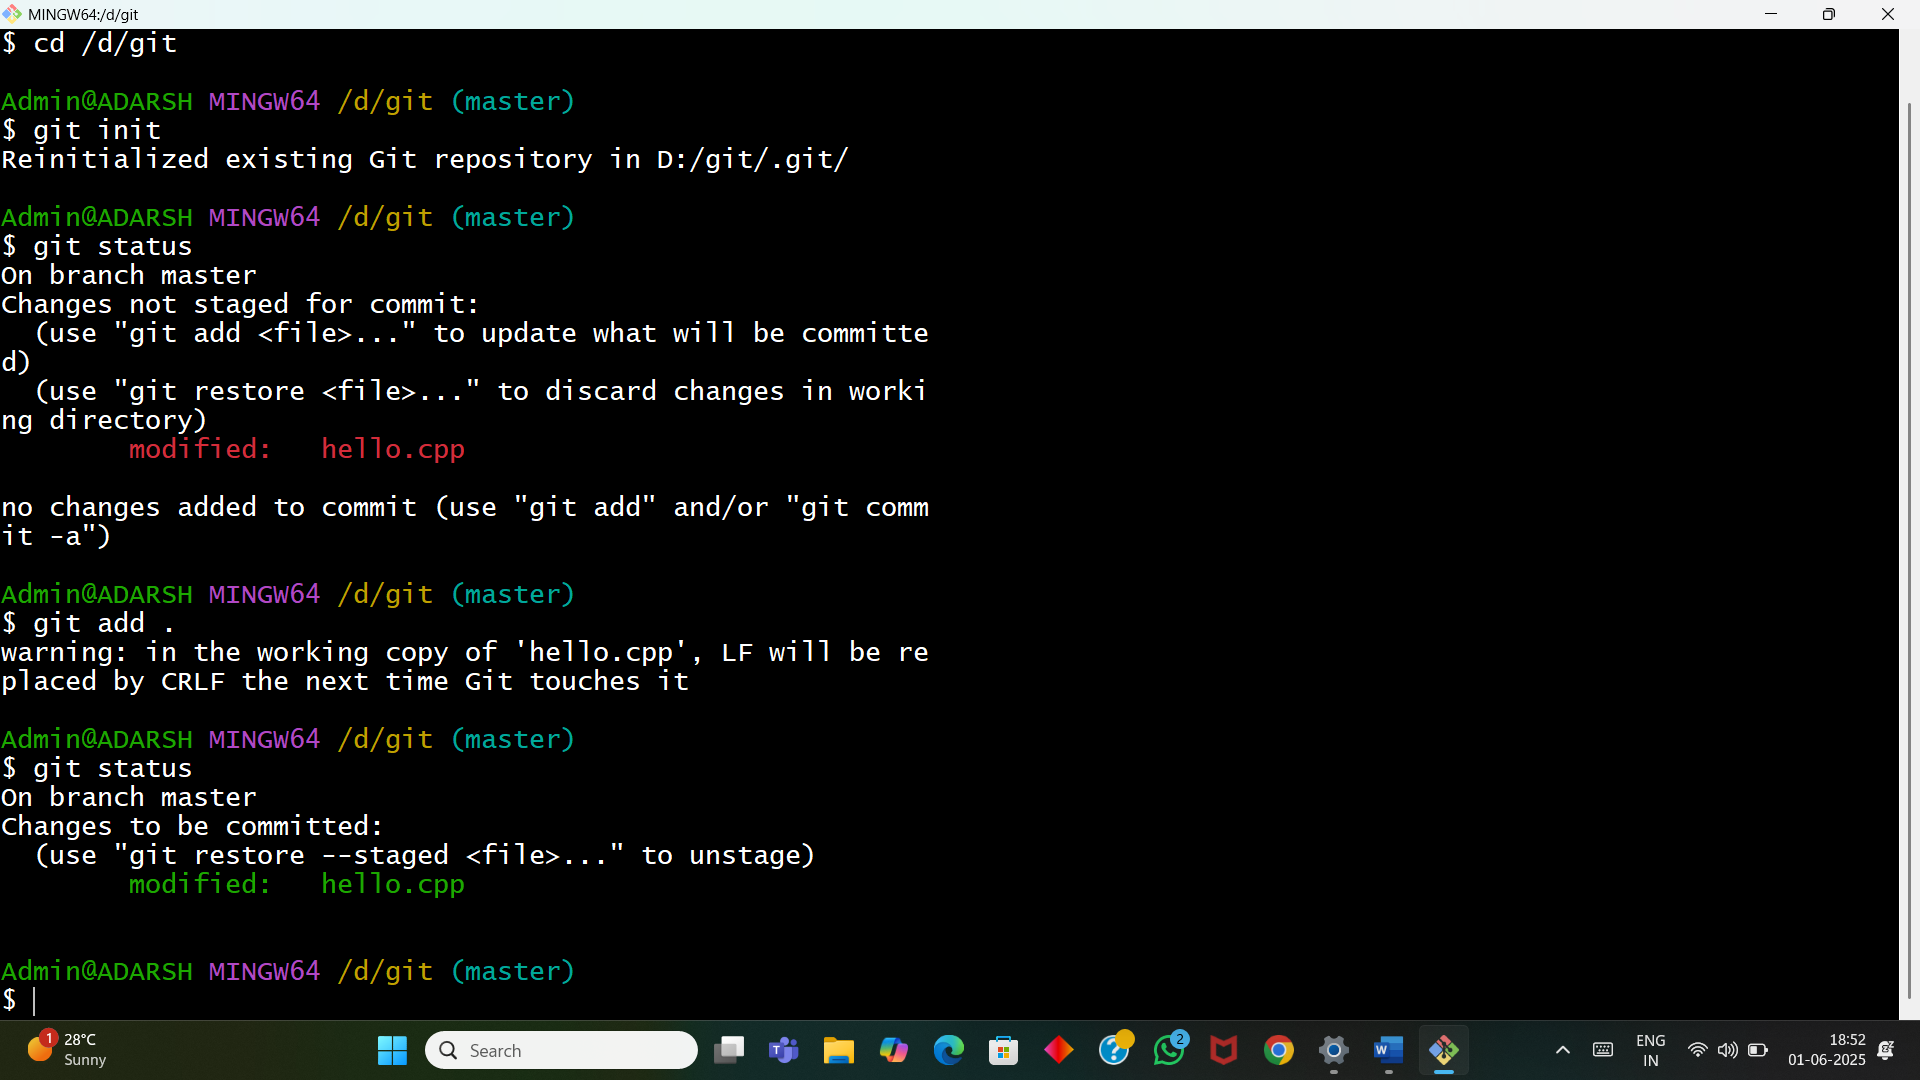 MINGW64:/d/git
$ cd /d/git
Admin@ADARSH MINGW64 /d/git (master)
$ git init
Reinitialized existing Git repository in D:/git/.git/
Admin@ADARSH MINGW64 /d/git (master)
$ git status
On branch master
Changes not staged for commit:
  (use "git add <file>..." to update what will be committe
d)
  (use "git restore <file>..." to discard changes in worki
ng directory)
        modified:   hello.cpp
no changes added to commit (use "git add" and/or "git comm
it -a")
Admin@ADARSH MINGW64 /d/git (master)
$ git add .
warning: in the working copy of 'hello.cpp', LF will be re
placed by CRLF the next time Git touches it
Admin@ADARSH MINGW64 /d/git (master)
$ git status
On branch master
Changes to be committed:
  (use "git restore --staged <file>..." to unstage)
        modified:   hello.cpp
Admin@ADARSH MINGW64 /d/git (master)
$
1
28°C
Sunny
Search
T
2
W
ENG
IN
18:52
01-06-2025